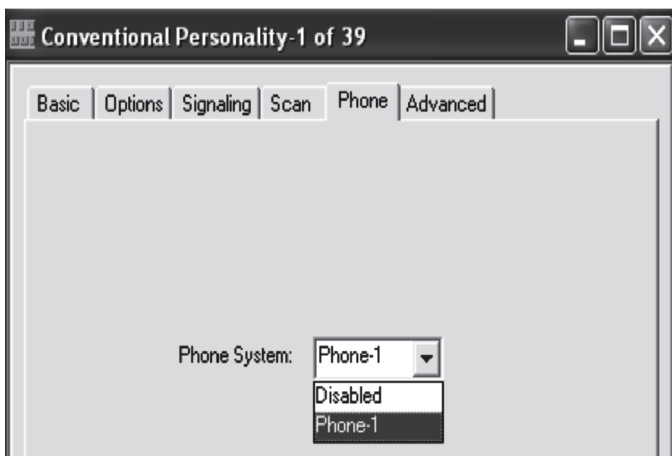 Conventional Personality-1 of 39
Basic Options Signaling Scan Phone Advanced
Phone System: Phone-1
Disabled
Phone-1